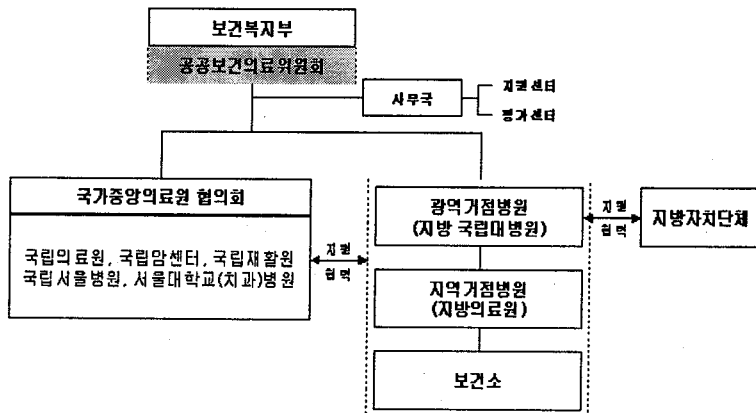 보건복지부
공공보건의료위원회
사무국
지원센터
평가센터
국가중앙의료원 협의회
국립의료원, 국립암센터, 국립재활원
국립서울병원, 서울대학교(치과)병원
지원
협력
광역거점병원
(지방 국립대병원)
지역거점병원
(지방의료원)
보건소
지원
협력
지방자치단체